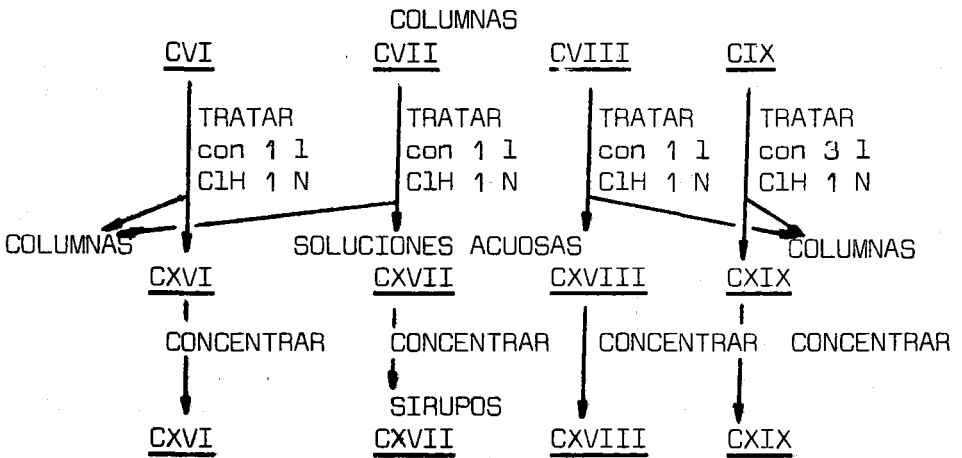 COLUMNAS
CVI CVII CVIII CIX
TRATAR TRATAR TRATAR TRATAR
con 1 l con 1 l con 1 l con 3 l
ClH 1 N ClH 1 N ClH 1 N ClH 1 N
COLUMNAS SOLUCIONES ACUOSAS COLUMNAS
CXVI CXVII CXVIII CXIX
CONCENTRAR CONCENTRAR CONCENTRAR CONCENTRAR
SIRUPOS
CXVI CXVII CXVIII CXIX